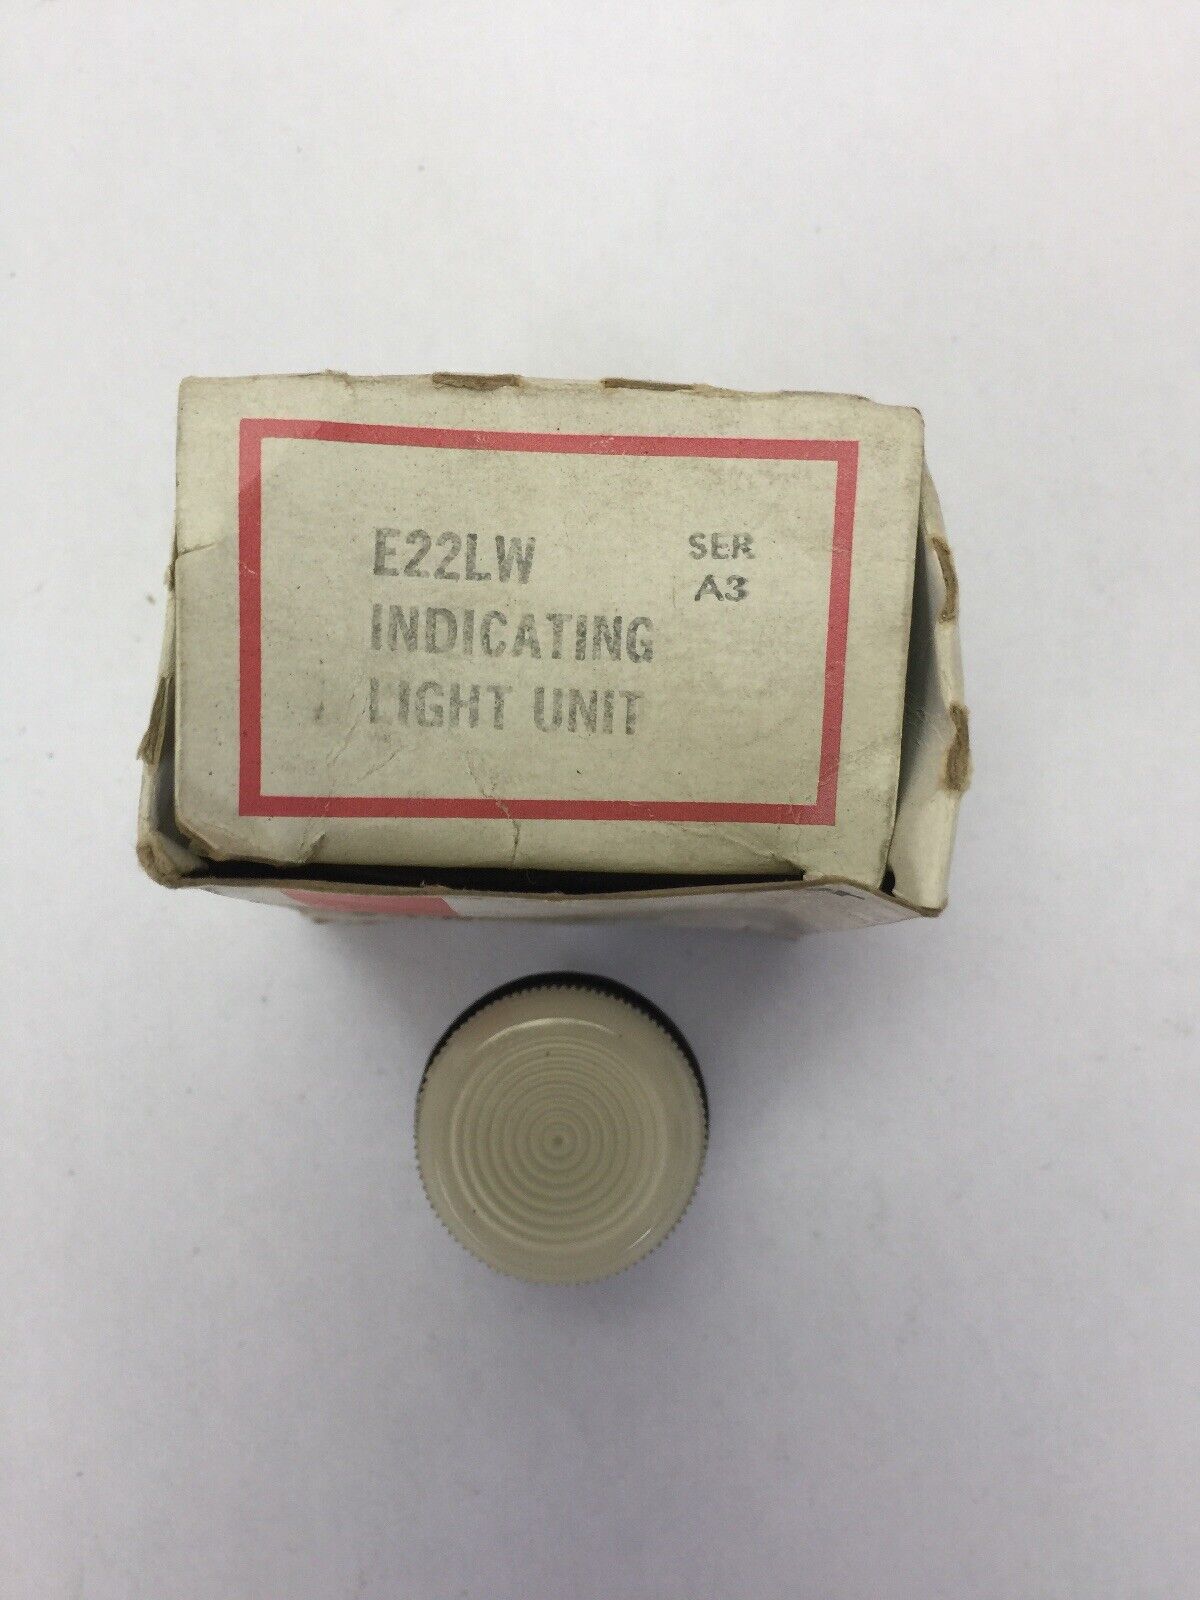 E22LW
INDICATING
LIGHT UNIT
SER
A3